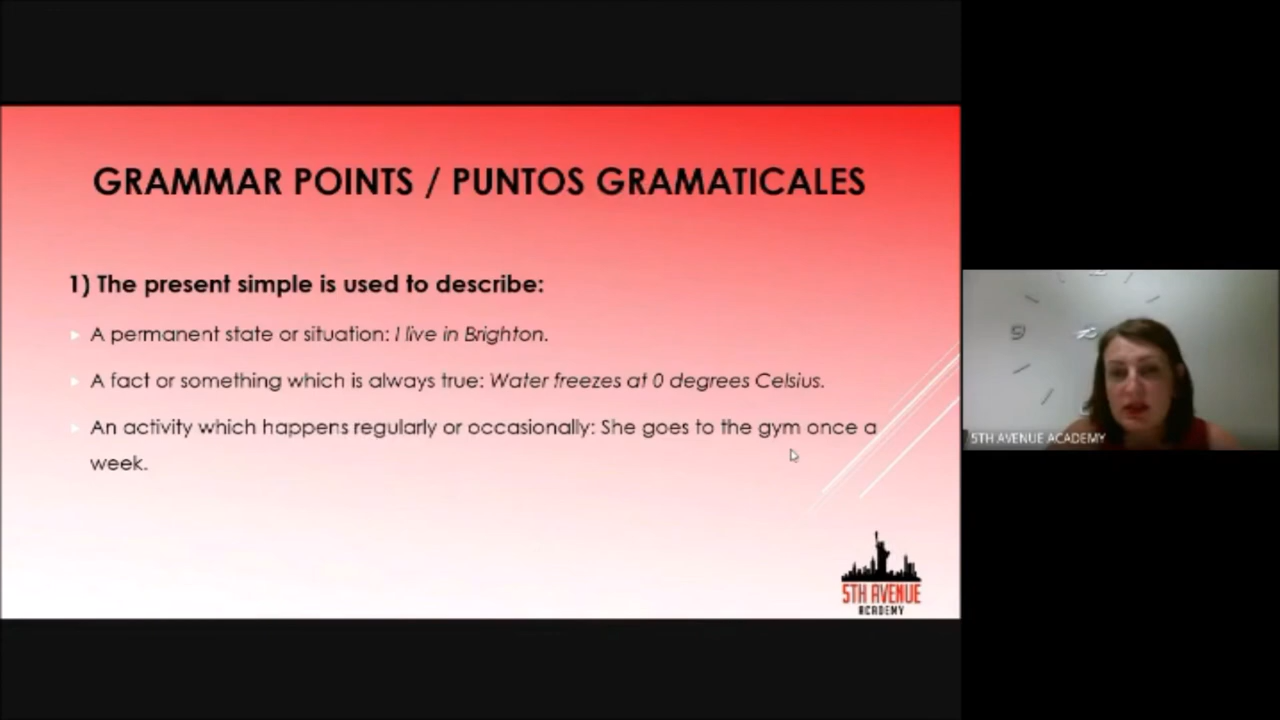 GRAMMAR POINTS / PUNTOS GRAMATICALES
1) The present simple is used to describe:
A permanent state or situation: I live in Brighton.
A fact or something which is always true: Water freezes at 0 degrees Celsius.
An activity which happens regularly or occasionally: She goes to the gym once a
week.
5TH AVENUE
ACADEMY
5TH AVENUE ACADEMY